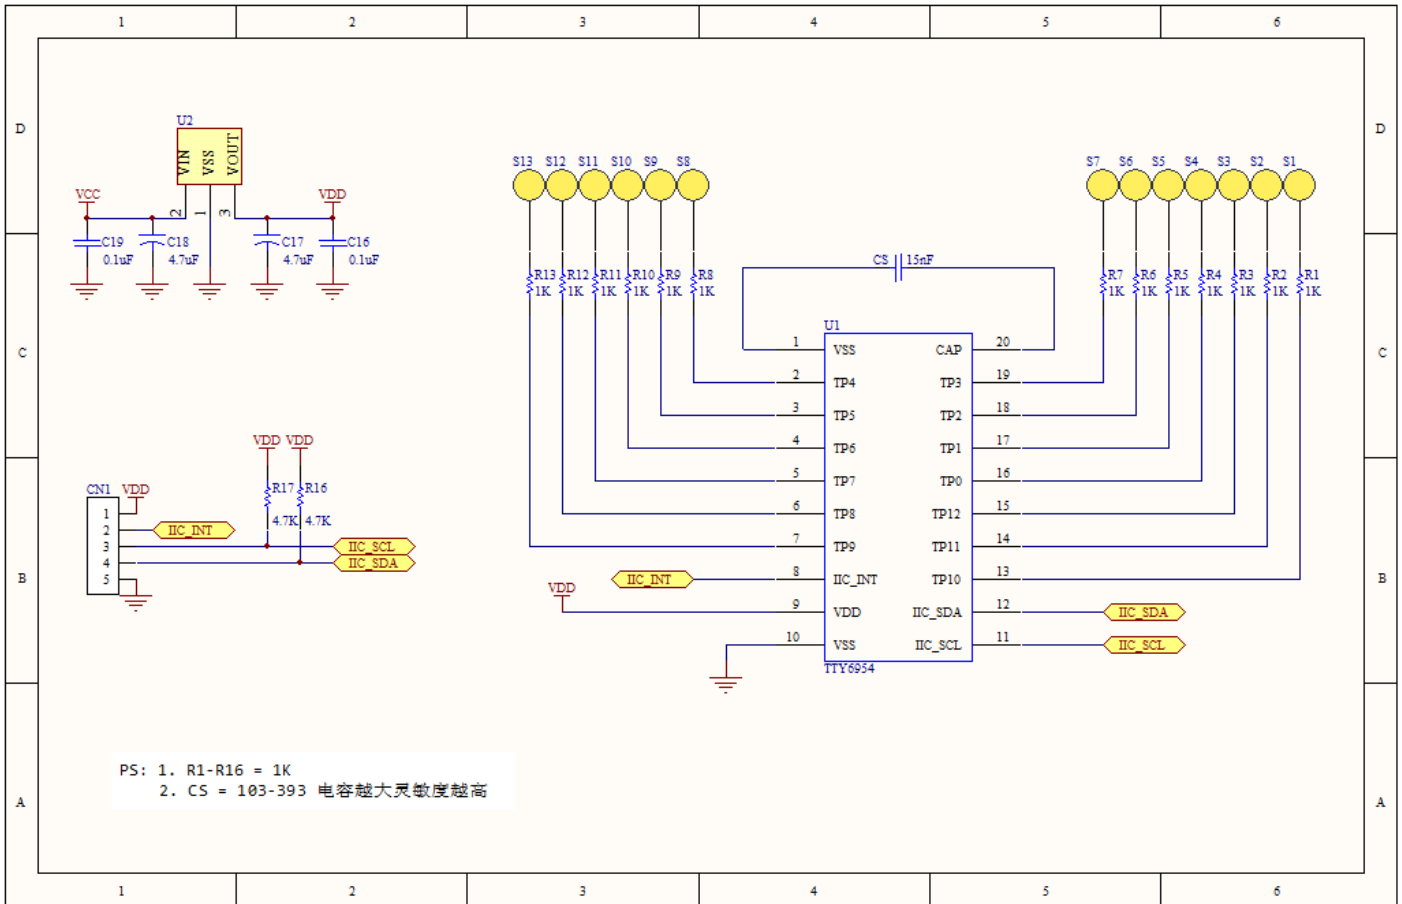 1 2 3 4 5 6
D D
U2
VIN VSS VOUT
2 1 3
VCC VDD
C19 C18 C17 C16
0.1uF 4.7uF 4.7uF 0.1uF
S13 S12 S11 S10 S9 S8
S7 S6 S5 S4 S3 S2 S1
CS 15nF
R13 R12 R11 R10 R9 R8
1K 1K 1K 1K 1K 1K
R7 R6 R5 R4 R3 R2 R1
1K 1K 1K 1K 1K 1K 1K
C C
U1
1 VSS CAP 20
2 TP4 TP3 19
3 TP5 TP2 18
4 TP6 TP1 17
5 TP7 TP0 16
6 TP8 TP12 15
7 TP9 TP11 14
IIC_INT 8 IIC_INT TP10 13
VDD 9 VDD IIC_SDA 12 IIC_SDA
10 VSS IIC_SCL 11 IIC_SCL
TTY6954
VDD VDD
R17 R16
4.7K 4.7K
CN1 VDD
1
2 IIC_INT
3 IIC_SCL
4 IIC_SDA
5
B B
PS: 1. R1-R16 = 1K
2. CS = 103-393 电容越大灵敏度越高
A A
1 2 3 4 5 6